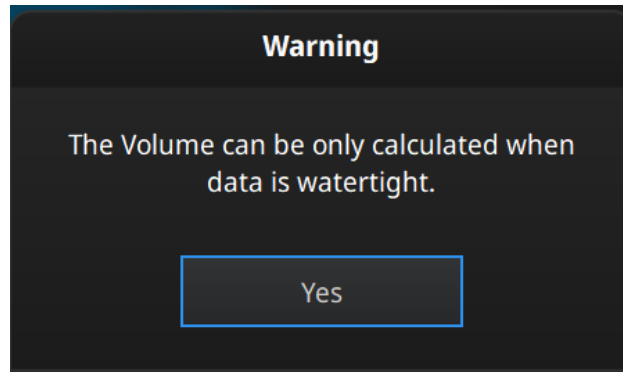 Warning
The Volume can be only calculated when
data is watertight.
Yes